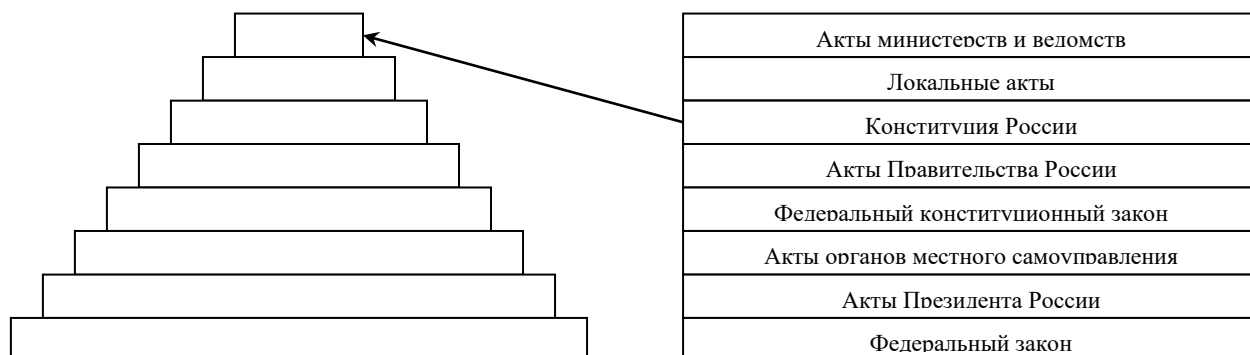 Акты министерств и ведомств
Локальные акты
Конституция России
Акты Правительства России
Федеральный конституционный закон
Акты органов местного самоуправления
Акты Президента России
Федеральный закон